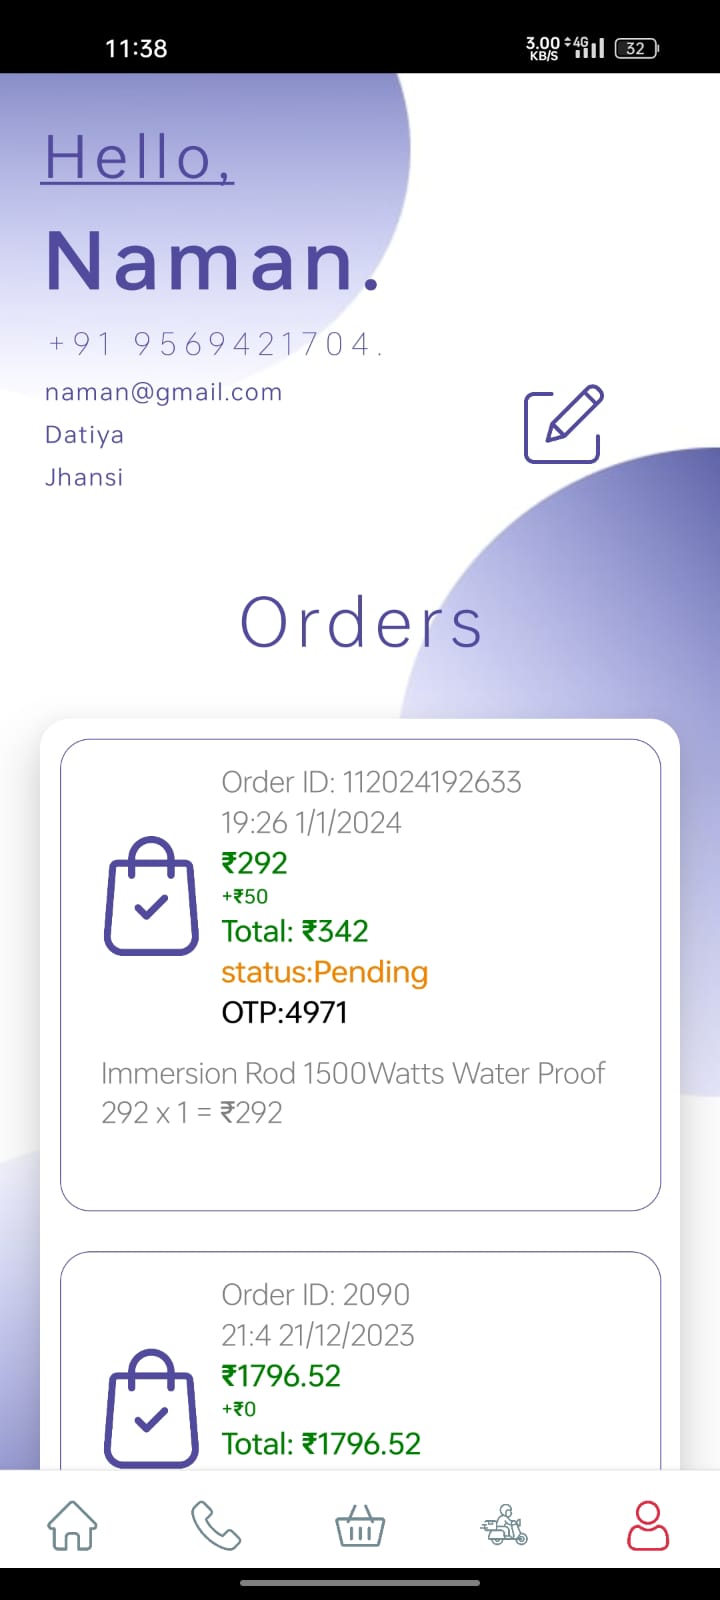 11:38
3.00 4G
KB/S
32
Hello,
Naman.
+91 9569421704.
naman@gmail.com
Datiya
Jhansi
Orders
Order ID: 112024192633
19:26 1/1/2024
₹292
+₹50
Total: ₹342
status:Pending
OTP:4971
Immersion Rod 1500Watts Water Proof
292 x 1 = ₹292
Order ID: 2090
21:4 21/12/2023
₹1796.52
+₹0
Total: ₹1796.52